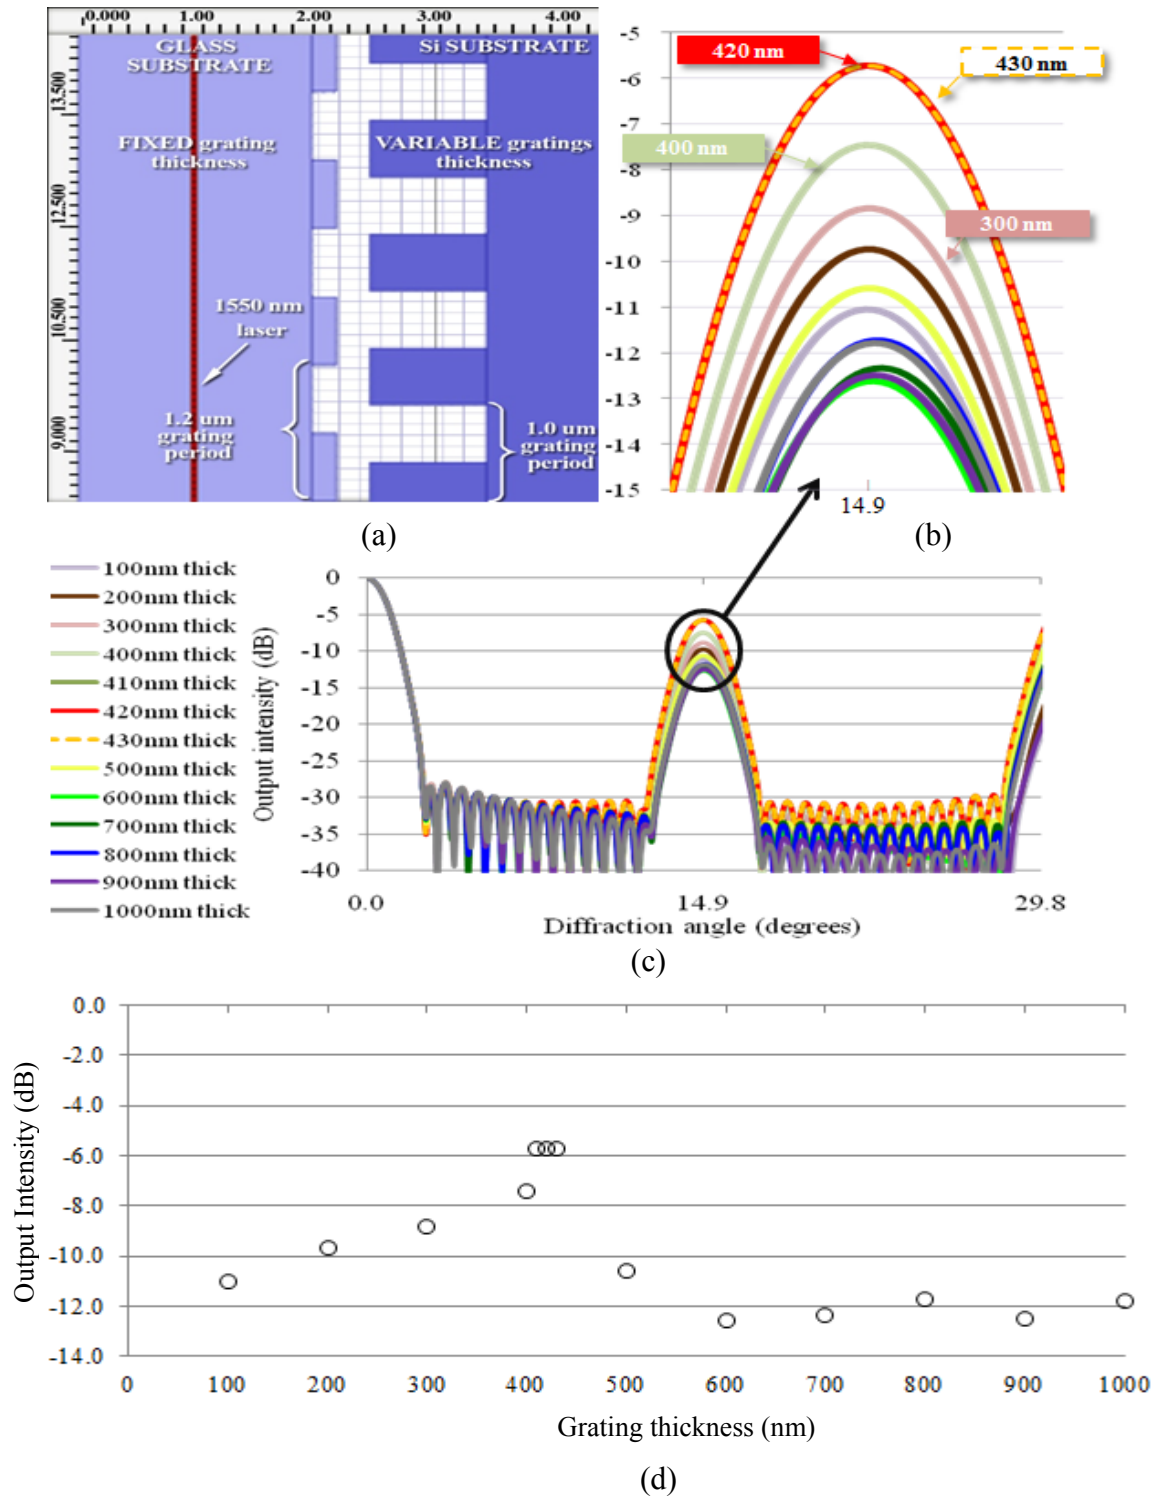 0.000 1.00 2.00 3.00 4.00
GLASS
SUBSTRATE
Si SUBSTRATE
13.500
FIXED grating
thickness
VARIABLE gratings
thickness
12.500
10.500
1550 nm
laser
9.000
1.2 um
grating
period
1.0 um
grating
period
(a)
-5
420 nm
430 nm
-6
-7
400 nm
-8
-9
300 nm
-10
-11
-12
-13
-14
-15
14.9
(b)
100nm thick
200nm thick
300nm thick
400nm thick
410nm thick
420nm thick
430nm thick
500nm thick
600nm thick
700nm thick
800nm thick
900nm thick
1000nm thick
Output intensity (dB)
0
-5
-10
-15
-20
-25
-30
-35
-40
0.0 14.9 29.8
Diffraction angle (degrees)
(c)
Output Intensity (dB)
0.0
-2.0
-4.0
-6.0
-8.0
-10.0
-12.0
-14.0
0 100 200 300 400 500 600 700 800 900 1000
Grating thickness (nm)
(d)